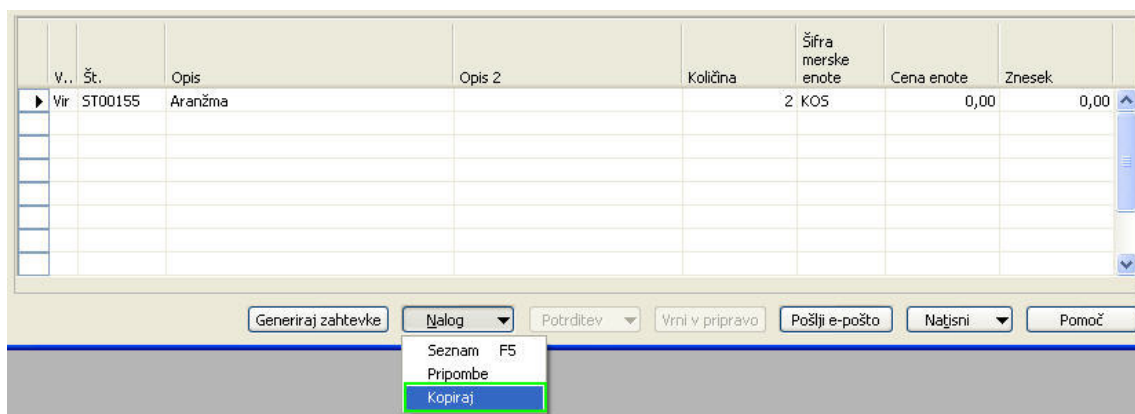 V.. Št. Opis Opis 2 Količina Šifra merske enote Cena enote Znesek
Vir ST00155 Aranžma 2 KOS 0,00 0,00
Generiraj zahtevke Nalog Potrditev Vrni v pripravo Pošlji e-pošto Natisni Pomoč
Seznam F5
Pripombe
Kopiraj